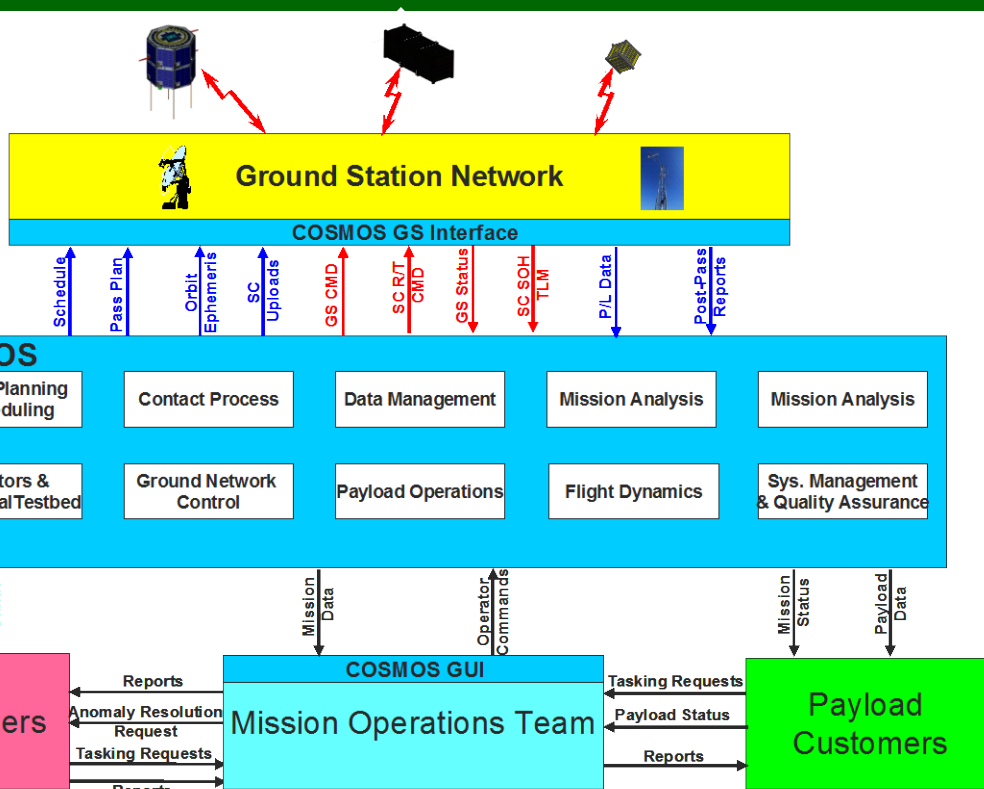 Ground Station Network
COSMOS GS Interface
Schedule
Pass Plan
Orbit
Ephemeris
SC
Uploads
GS CMD
SC R/T
CMD
GS Status
SC SOH
TLM
P/L Data
Post-Pass
Reports
OS
Planning
duling
Contact Process
Data Management
Mission Analysis
Mission Analysis
tors &
alTestbed
Ground Network
Control
Payload Operations
Flight Dynamics
Sys. Management
& Quality Assurance
Mission
Data
Operator
Commands
Mission
Status
Payload
Data
COSMOS GUI
Mission Operations Team
ers
Reports
Anomaly Resolution
Request
Tasking Requests
Reports
Tasking Requests
Payload Status
Reports
Payload
Customers